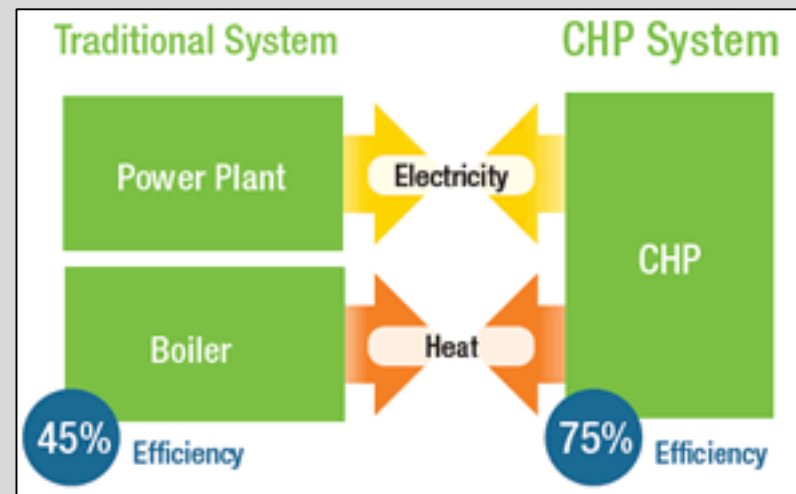 Traditional System
CHP System
Power Plant
Electricity
CHP
Boiler
Heat
45% Efficiency
75% Efficiency